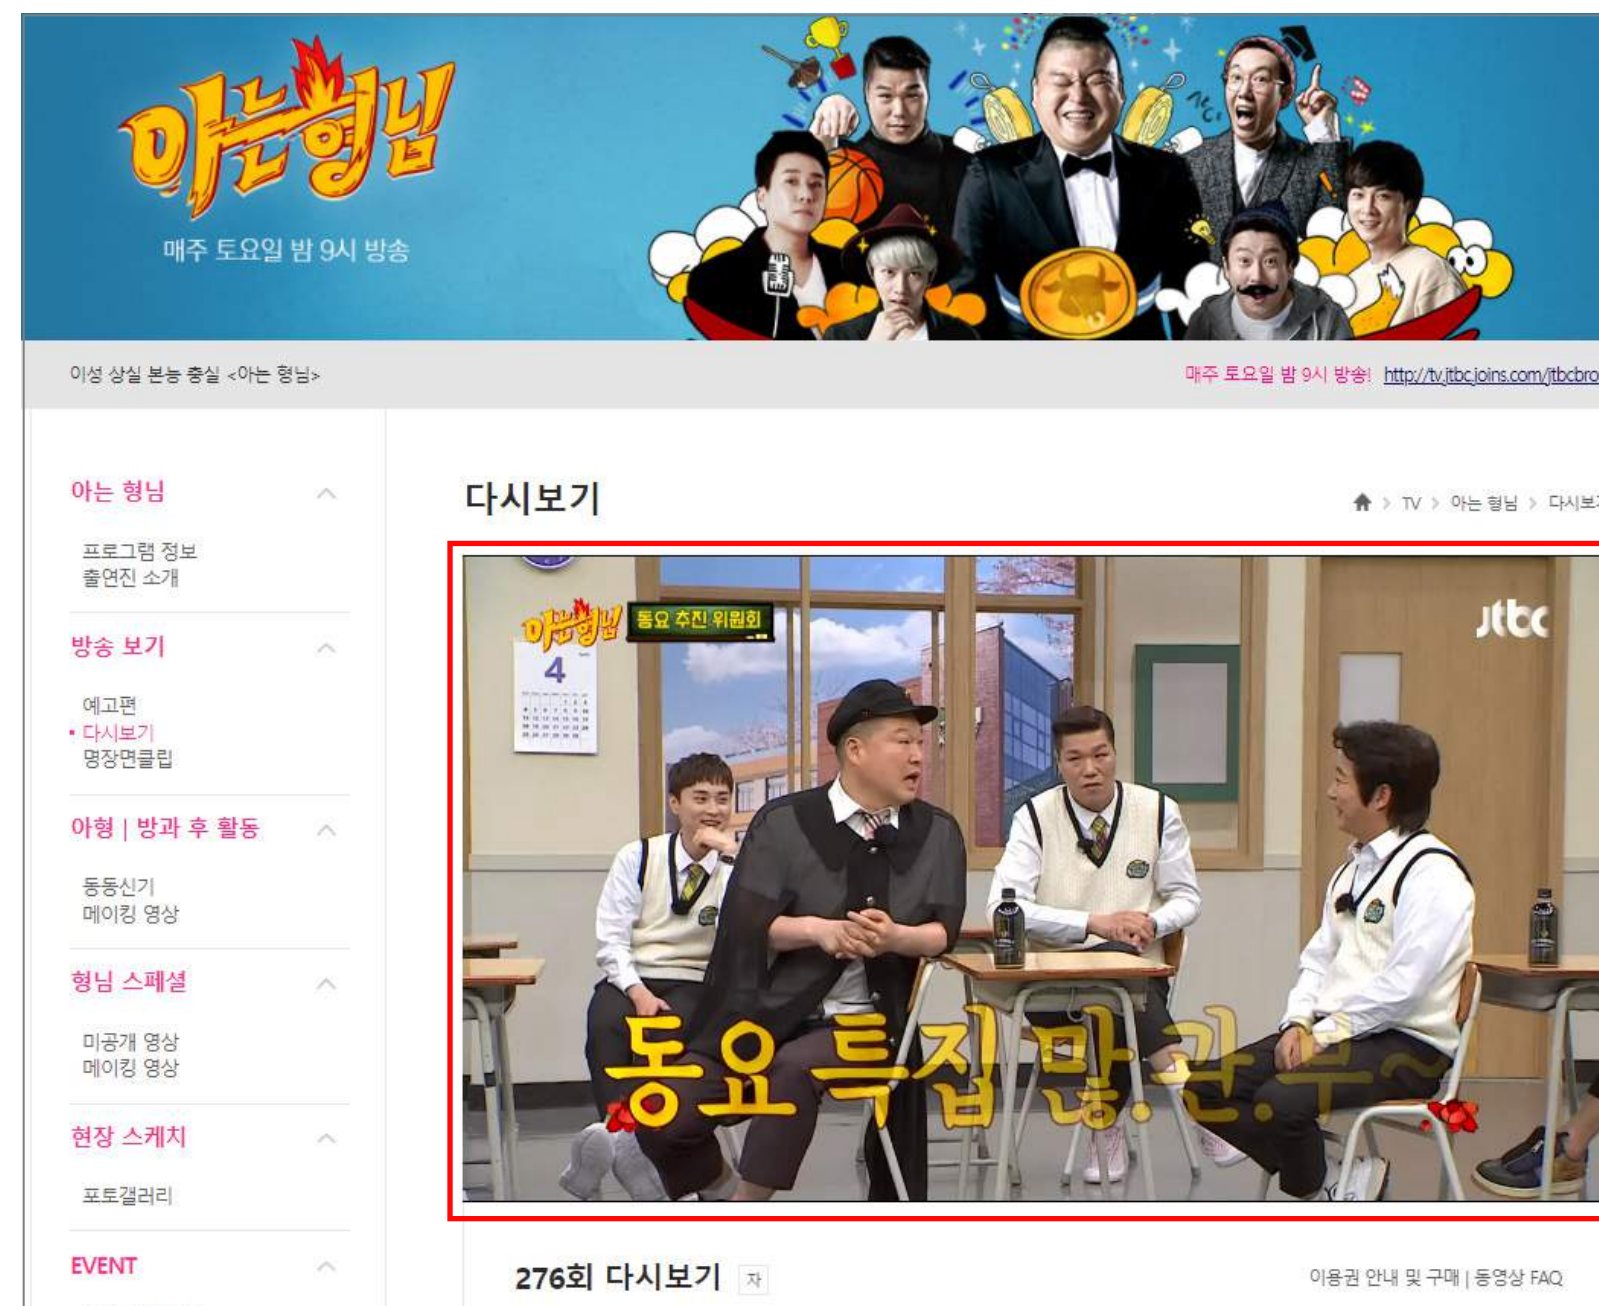 아는형님
매주 토요일 밤 9시 방송
이성 상실 본능 충실 <아는 형님>
매주 토요일 밤 9시 방송! http://tv.jtbc.joins.com/jtbcbro
아는 형님
프로그램 정보
출연진 소개
방송 보기
예고편
다시보기
명장면클립
아형 | 방과 후 활동
동동신기
메이킹 영상
형님 스페셜
미공개 영상
메이킹 영상
현장 스케치
포토갤러리
EVENT
다시보기
TV > 아는 형님 > 다시보기
아는형님 동요 추진 위원회
jtbc
4
동요 특집 많.관.부~
276회 다시보기 자
이용권 안내 및 구매 | 동영상 FAQ